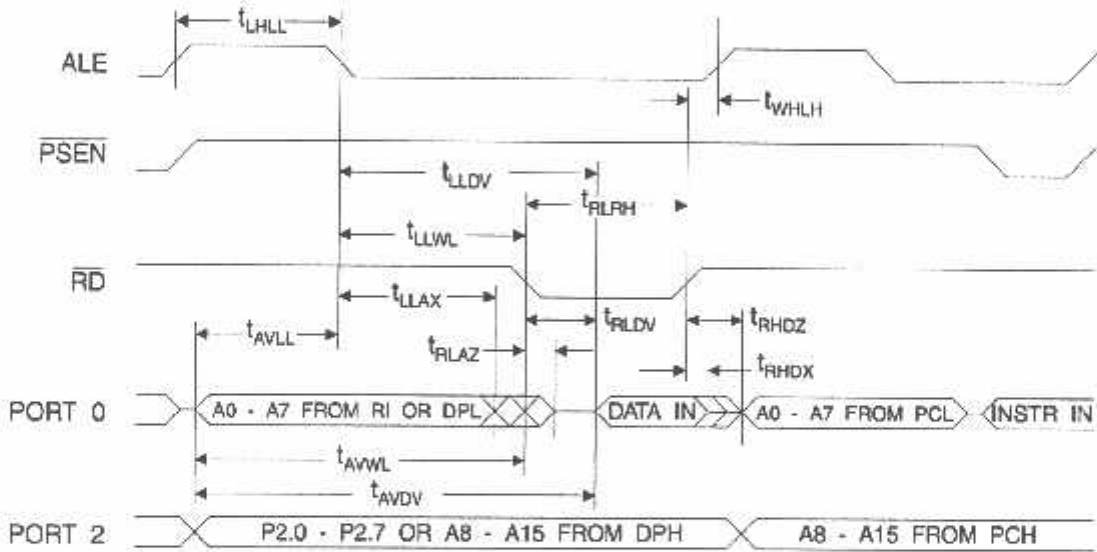 tLHLL
ALE
tWHLH
PSEN
tLLDV
tRLRH
tLLWL
RD
tLLAX
tRLDV
tRHDZ
tAVLL
tRLAZ
tRHDX
PORT 0
A0 - A7 FROM RI OR DPL
DATA IN
A0 - A7 FROM PCL
INSTR IN
tAVWL
tAVDV
PORT 2
P2.0 - P2.7 OR A8 - A15 FROM DPH
A8 - A15 FROM PCH